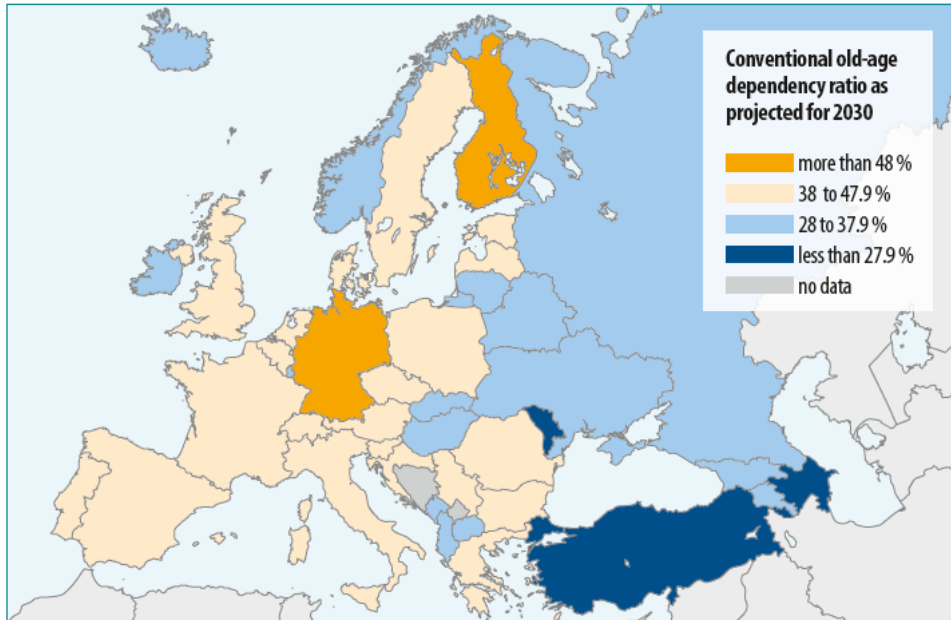 Conventional old-age
dependency ratio as
projected for 2030
more than 48 %
38 to 47.9 %
28 to 37.9 %
less than 27.9 %
no data